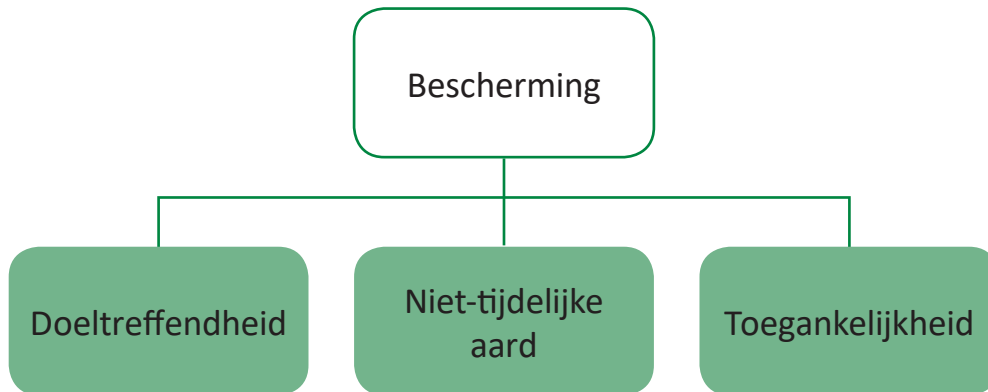 Bescherming
Doeltreffendheid
Niet-tijdelijke
aard
Toegankelijkheid